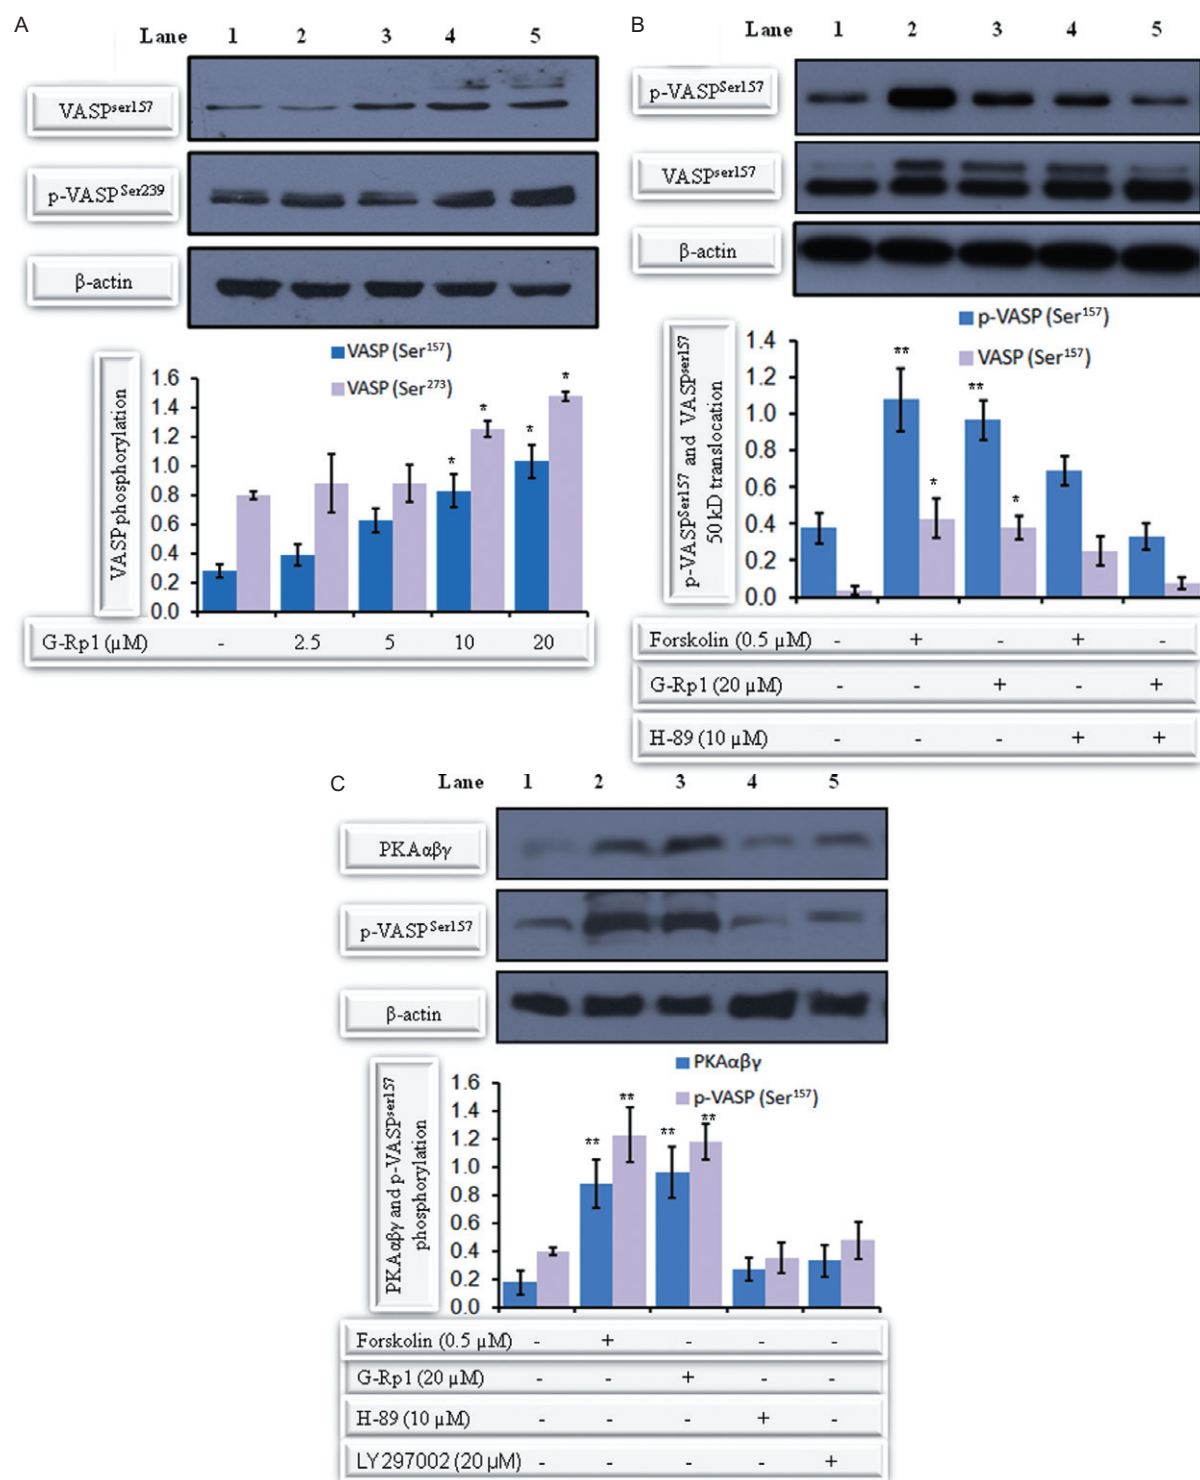 A
Lane 1 2 3 4 5
VASPser157
p-VASPSer239
β-actin
VASP (Ser157)
VASP (Ser273)
VASP phosphorylation
1.6
1.4
1.2
1.0
0.8
0.6
0.4
0.2
0.0
* * * *
G-Rp1 (µM) - 2.5 5 10 20
B
Lane 1 2 3 4 5
p-VASPSer157
VASPser157
β-actin
p-VASP (Ser157)
VASP (Ser157)
p-VASPSer157 and VASPser157
50 kD translocation
1.4
1.2
1.0
0.8
0.6
0.4
0.2
0.0
** * ** *
Forskolin (0.5 µM) - + - + -
G-Rp1 (20 µM) - - + - +
H-89 (10 µM) - - - + +
C
Lane 1 2 3 4 5
PKAαβγ
p-VASPSer157
β-actin
PKAαβγ
p-VASP (Ser157)
PKAαβγ and p-VASPser157
phosphorylation
1.6
1.4
1.2
1.0
0.8
0.6
0.4
0.2
0.0
** ** ** **
Forskolin (0.5 µM) - + - - -
G-Rp1 (20 µM) - - + - -
H-89 (10 µM) - - - + -
LY297002 (20 µM) - - - - +